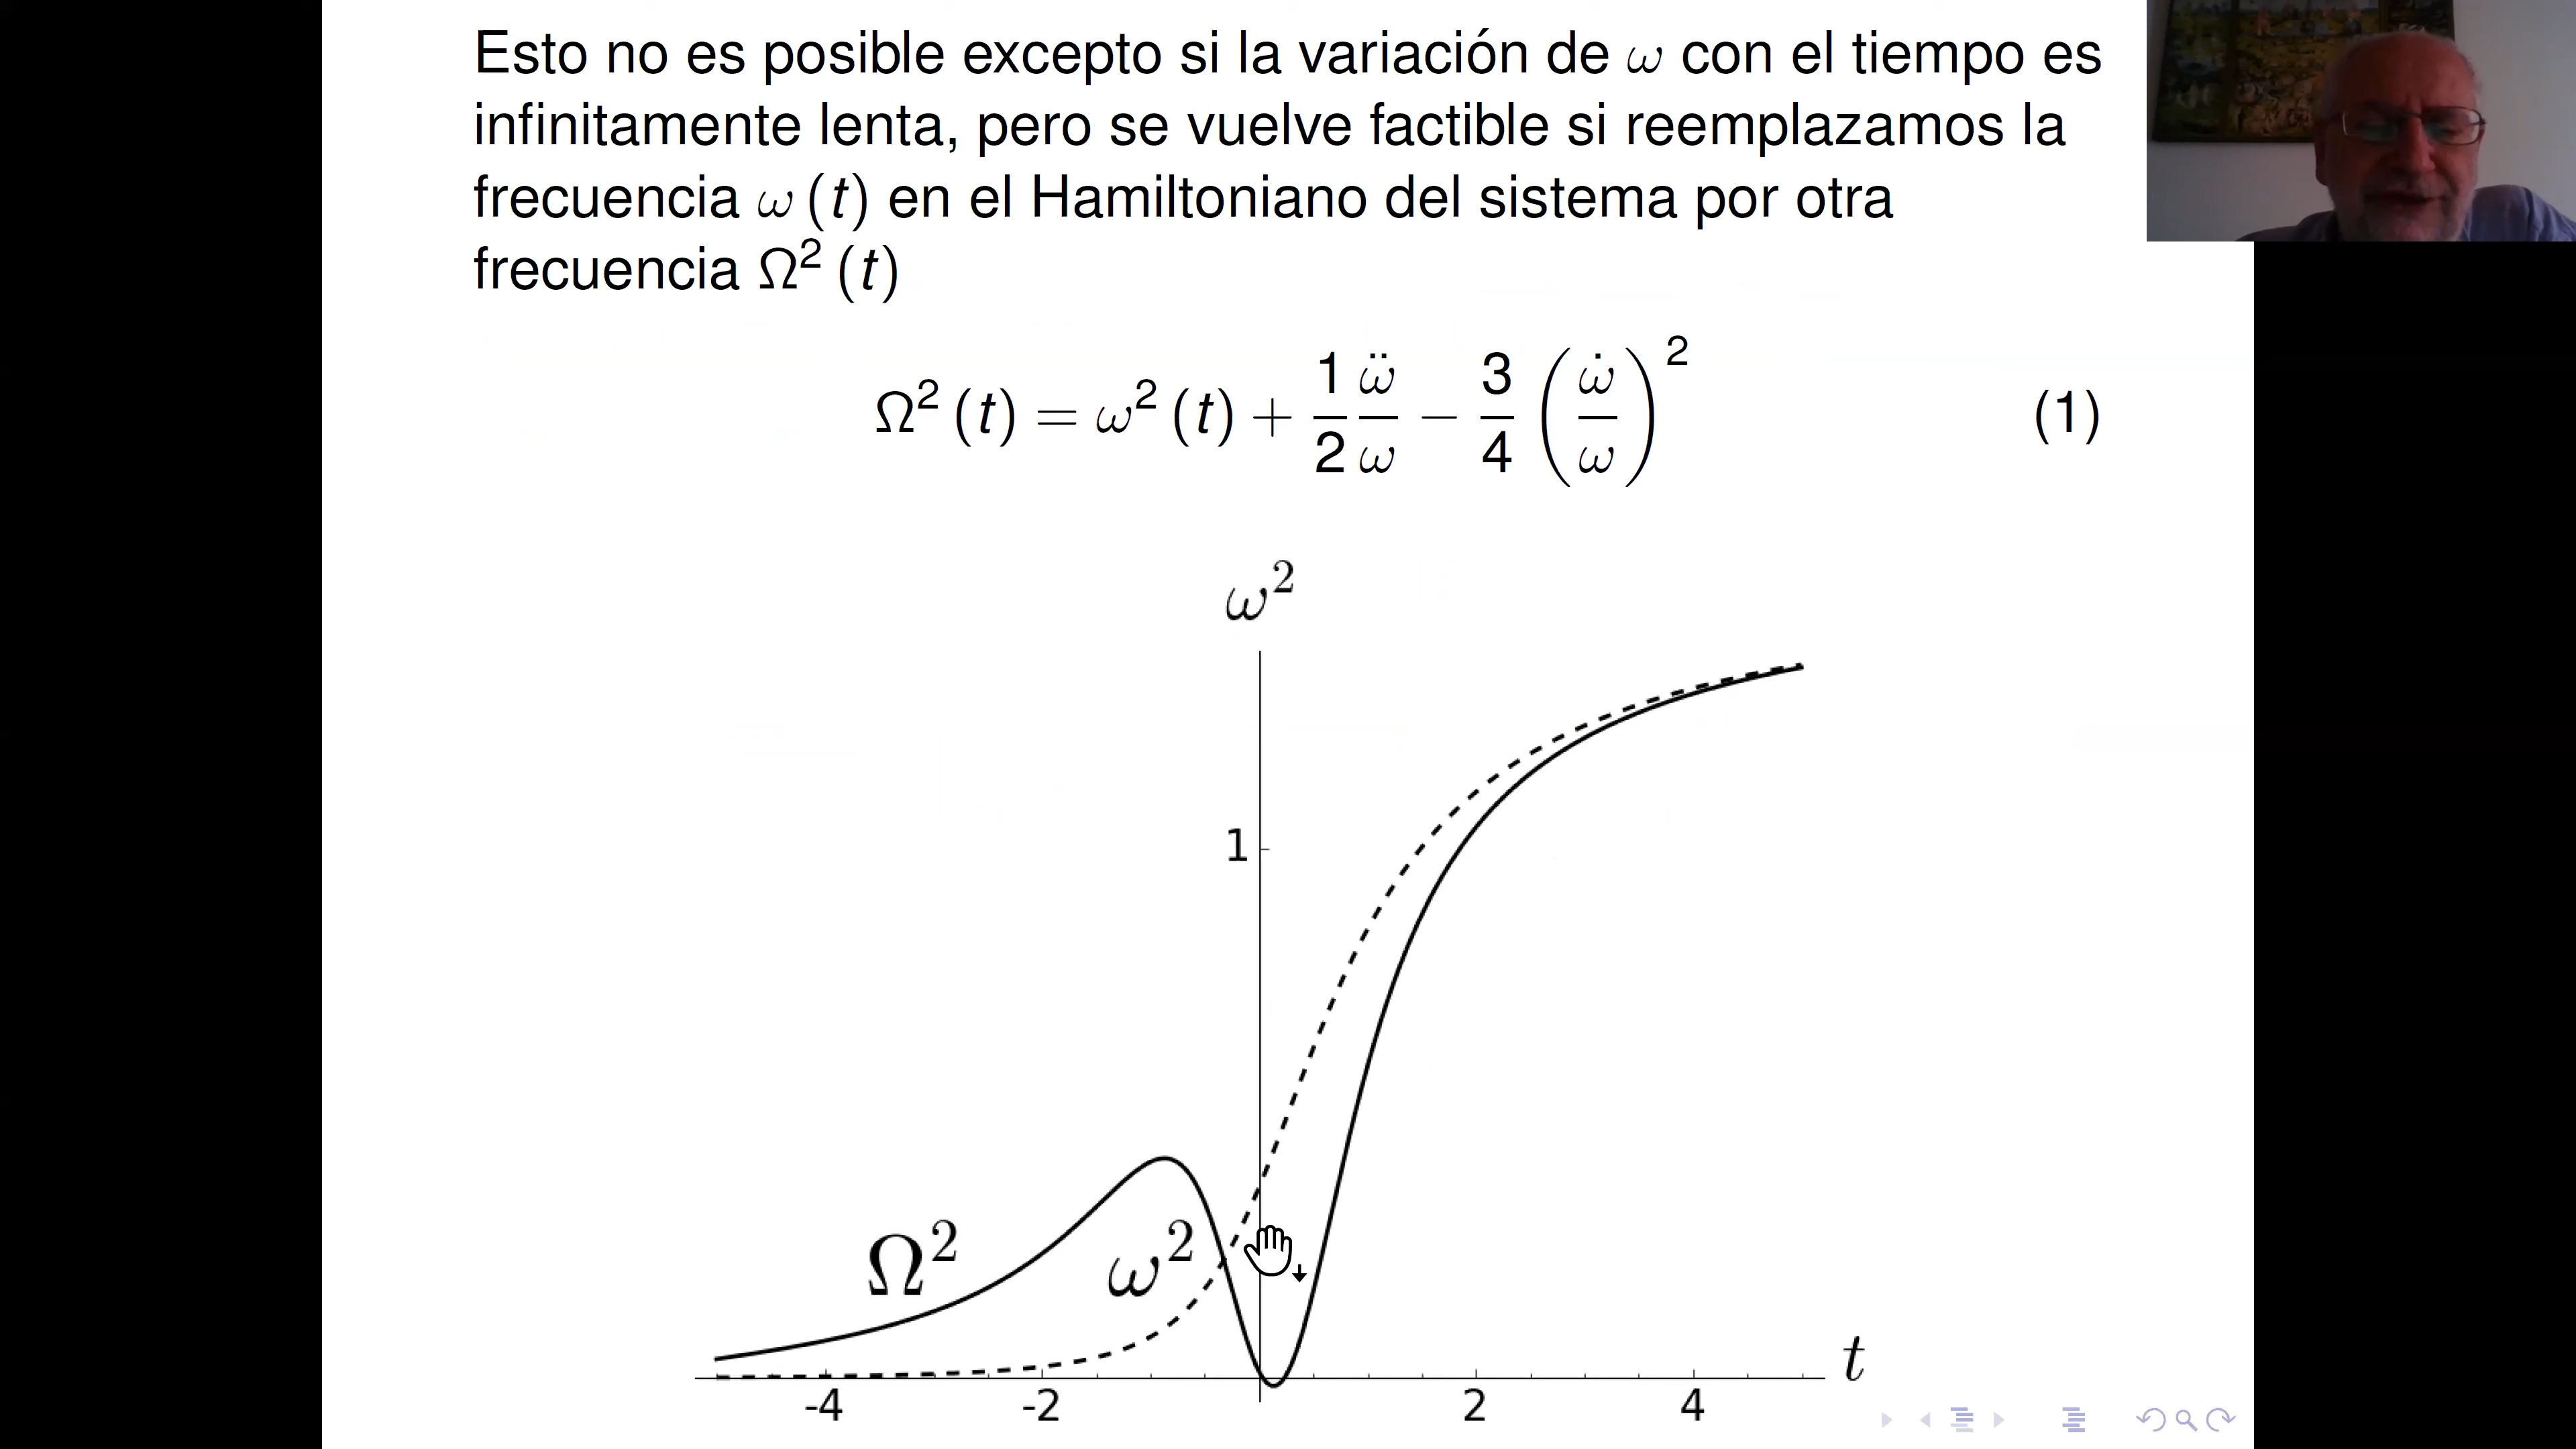 Esto no es posible excepto si la variación de ω con el tiempo es
infinitamente lenta, pero se vuelve factible si reemplazamos la
frecuencia ω (t) en el Hamiltoniano del sistema por otra
frecuencia Ω² (t)
Ω² (t) = ω² (t) + 1/2 ω̈/ω − 3/4 (ω̇/ω)² (1)
ω²
1
Ω²
ω²
t
-4 -2 2 4